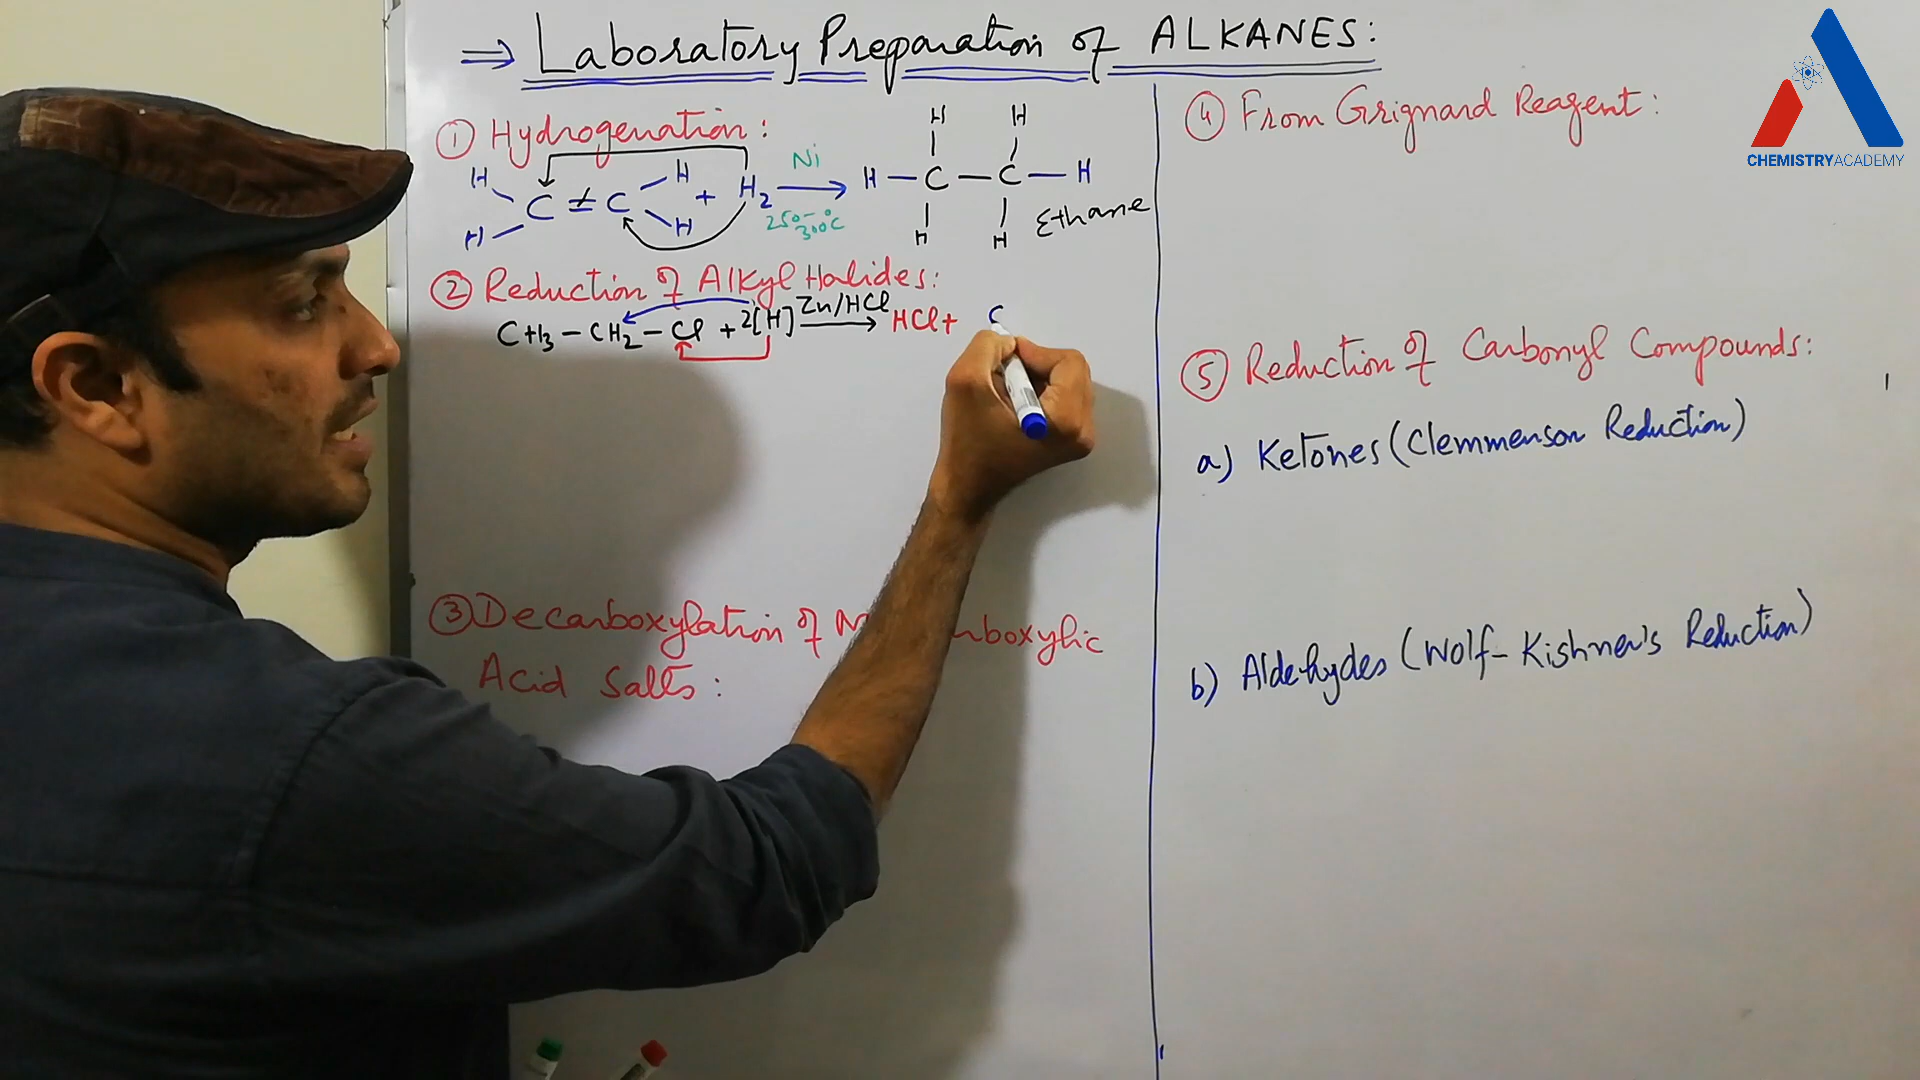 ⇒ Laboratory Preparation of ALKANES:
① Hydrogenation:
H H
C = C + H2 Ni → H – C – C – H
H H
250-300°C
H H
H H
Ethane
② Reduction of Alkyl Halides:
CH3 – CH2 – Cl + 2[H] Zn/HCl → HCl + C
③ Decarboxylation of
Acid Salts:
④ From Grignard Reagent:
⑤ Reduction of Carbonyl Compounds:
a) Ketones (Clemmenson Reduction)
b) Aldehydes (Wolf-Kishner's Reduction)
CHEMISTRYACADEMY